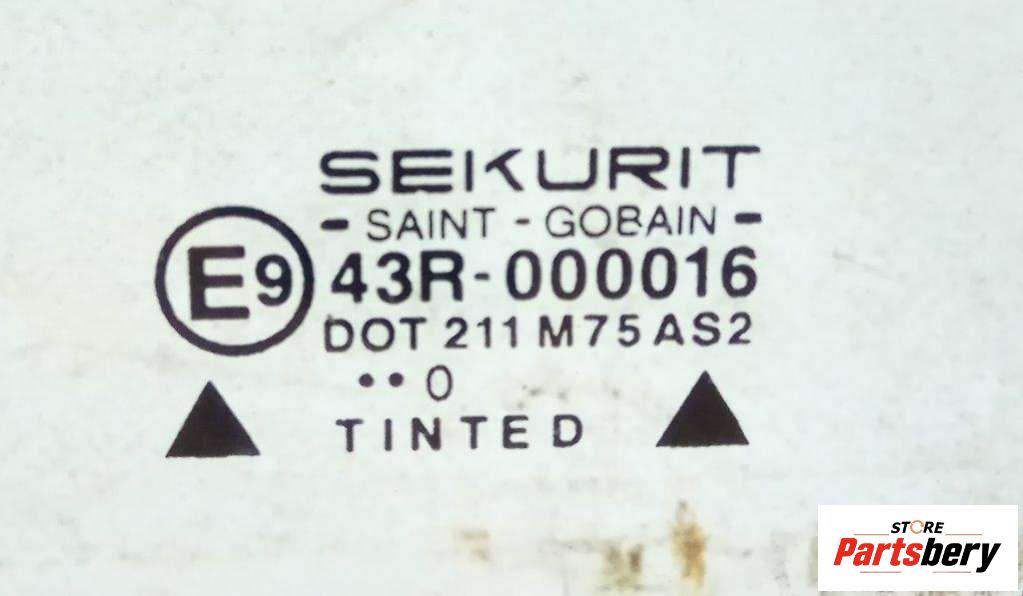 SEKURIT
- SAINT - GOBAIN -
E9 43R-000016
DOT 211 M75 AS2
•• 0
TINTED
STORE
Partsbery